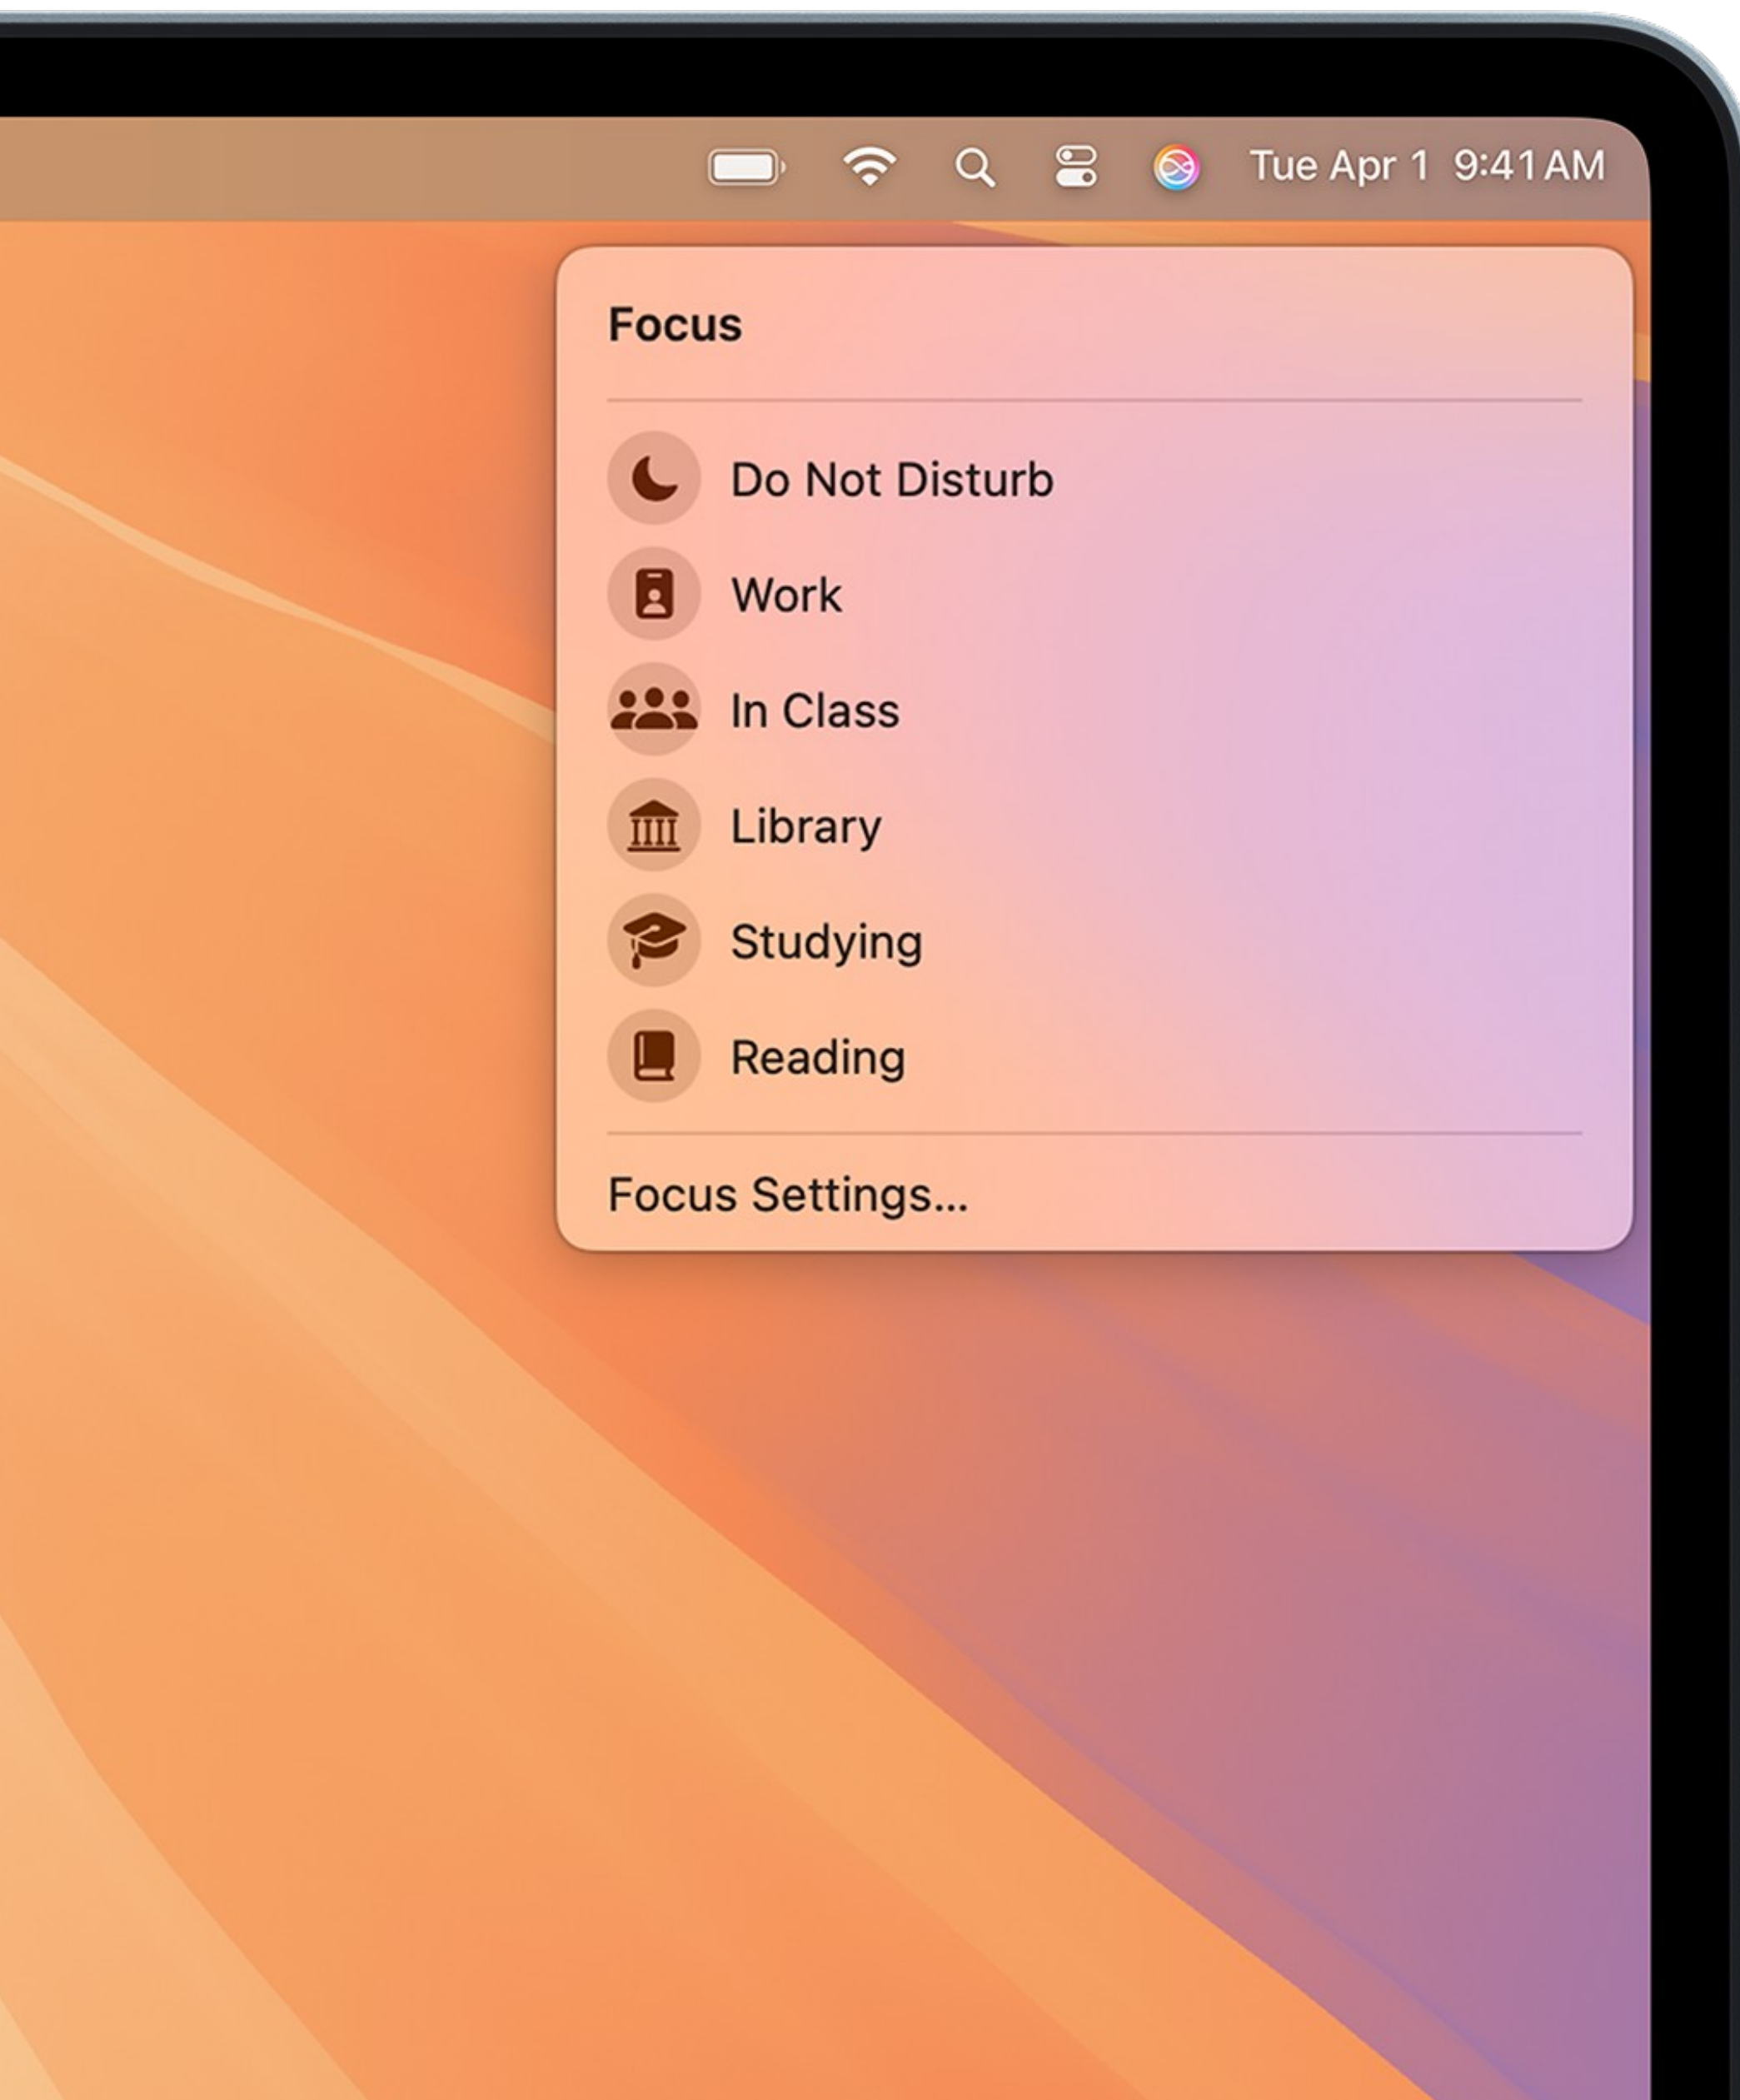 Tue Apr 1 9:41 AM
Focus
Do Not Disturb
Work
In Class
Library
Studying
Reading
Focus Settings...